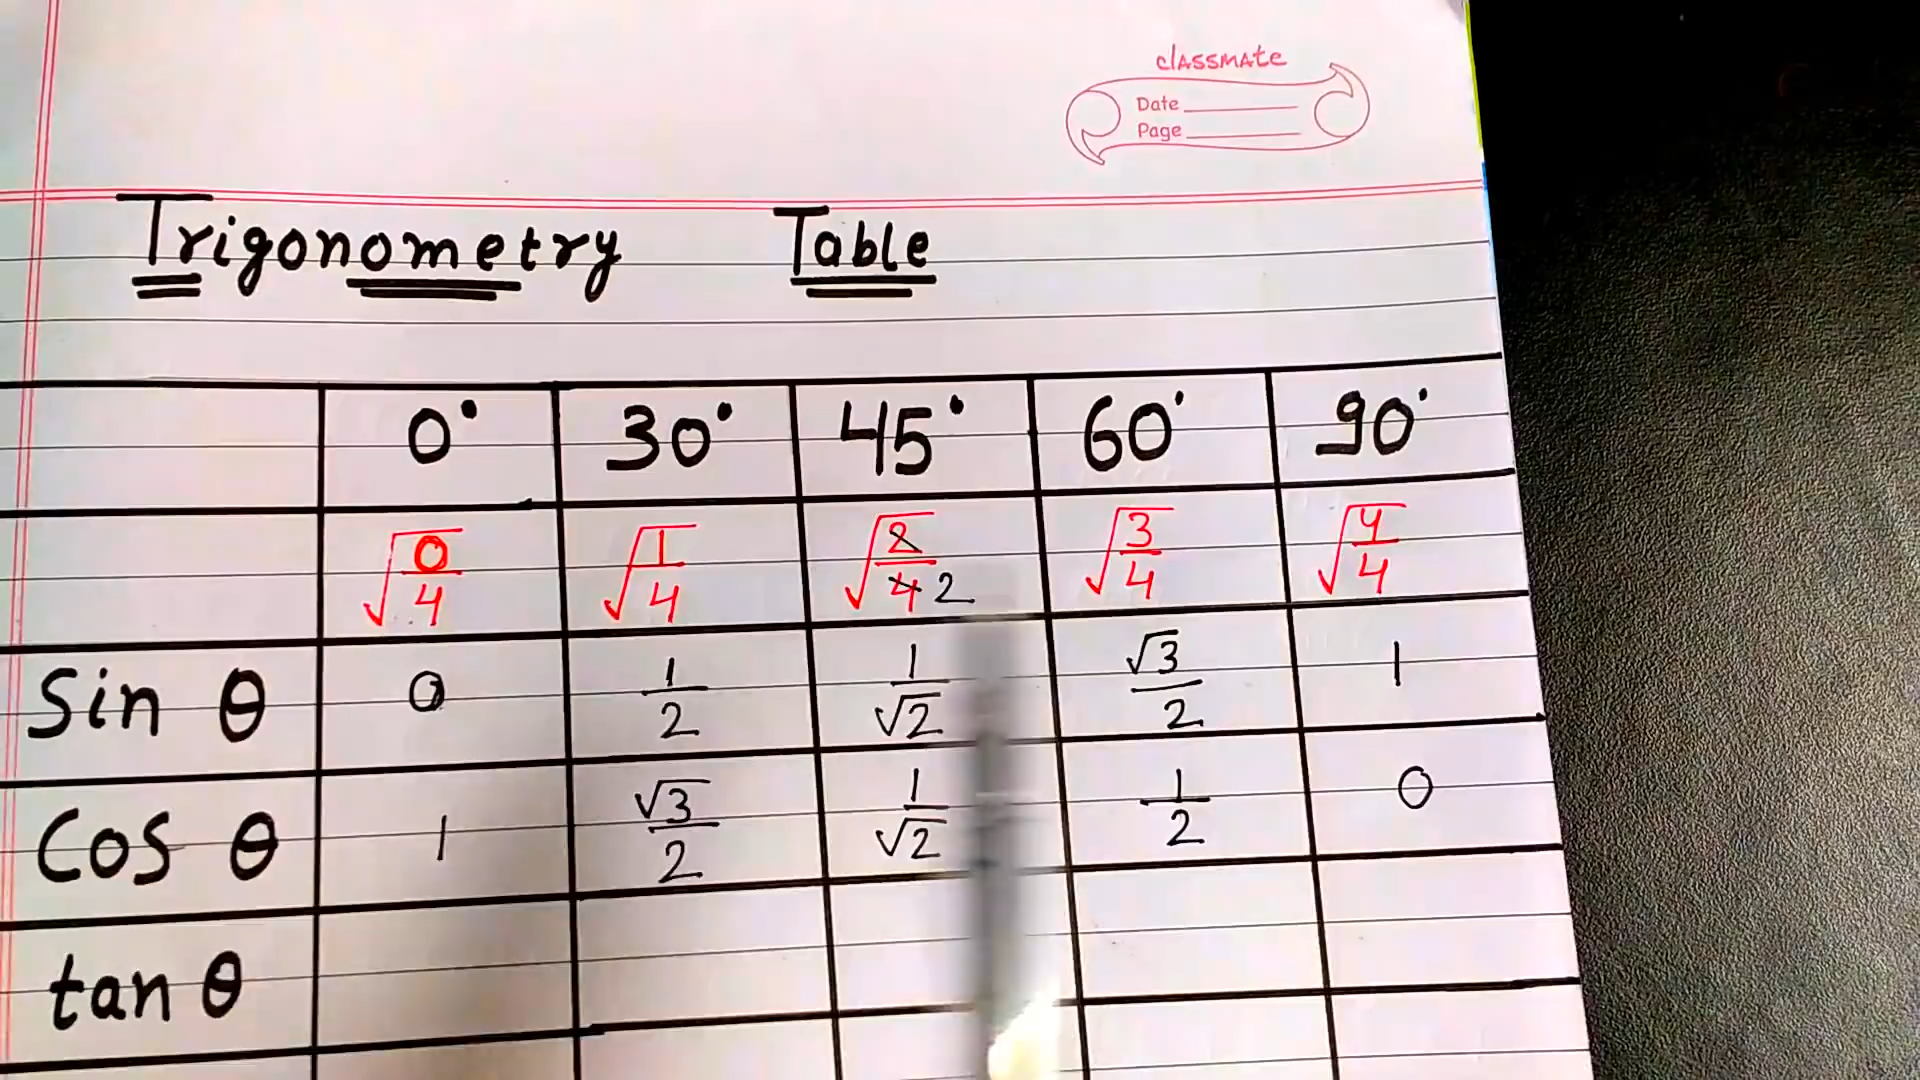 classmate
Date
Page
Trigonometry Table
0° 30° 45° 60° 90°
√0/4 √1/4 √2/4 2 √3/4 √4/4
Sin θ 0 1/2 1/√2 √3/2 1
Cos θ 1 √3/2 1/√2 1/2 0
tan θ